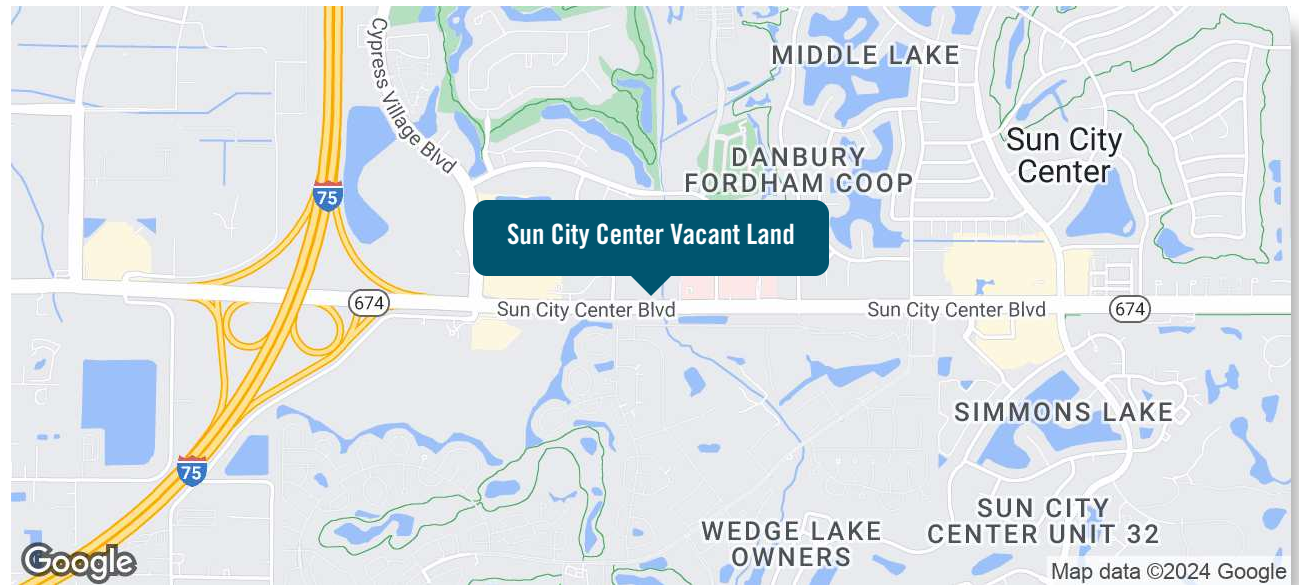 Cypress Village Blvd
MIDDLE LAKE
Sun City
Center
DANBURY
FORDHAM COOP
75
Sun City Center Vacant Land
674
Sun City Center Blvd
Sun City Center Blvd
674
SIMMONS LAKE
75
SUN CITY
CENTER UNIT 32
WEDGE LAKE
OWNERS
Google
Map data ©2024 Google